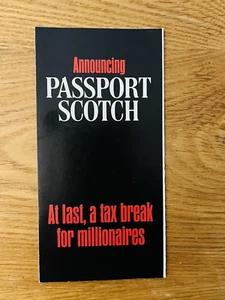 Announcing
PASSPORT
SCOTCH
At last, a tax break
for millionaires